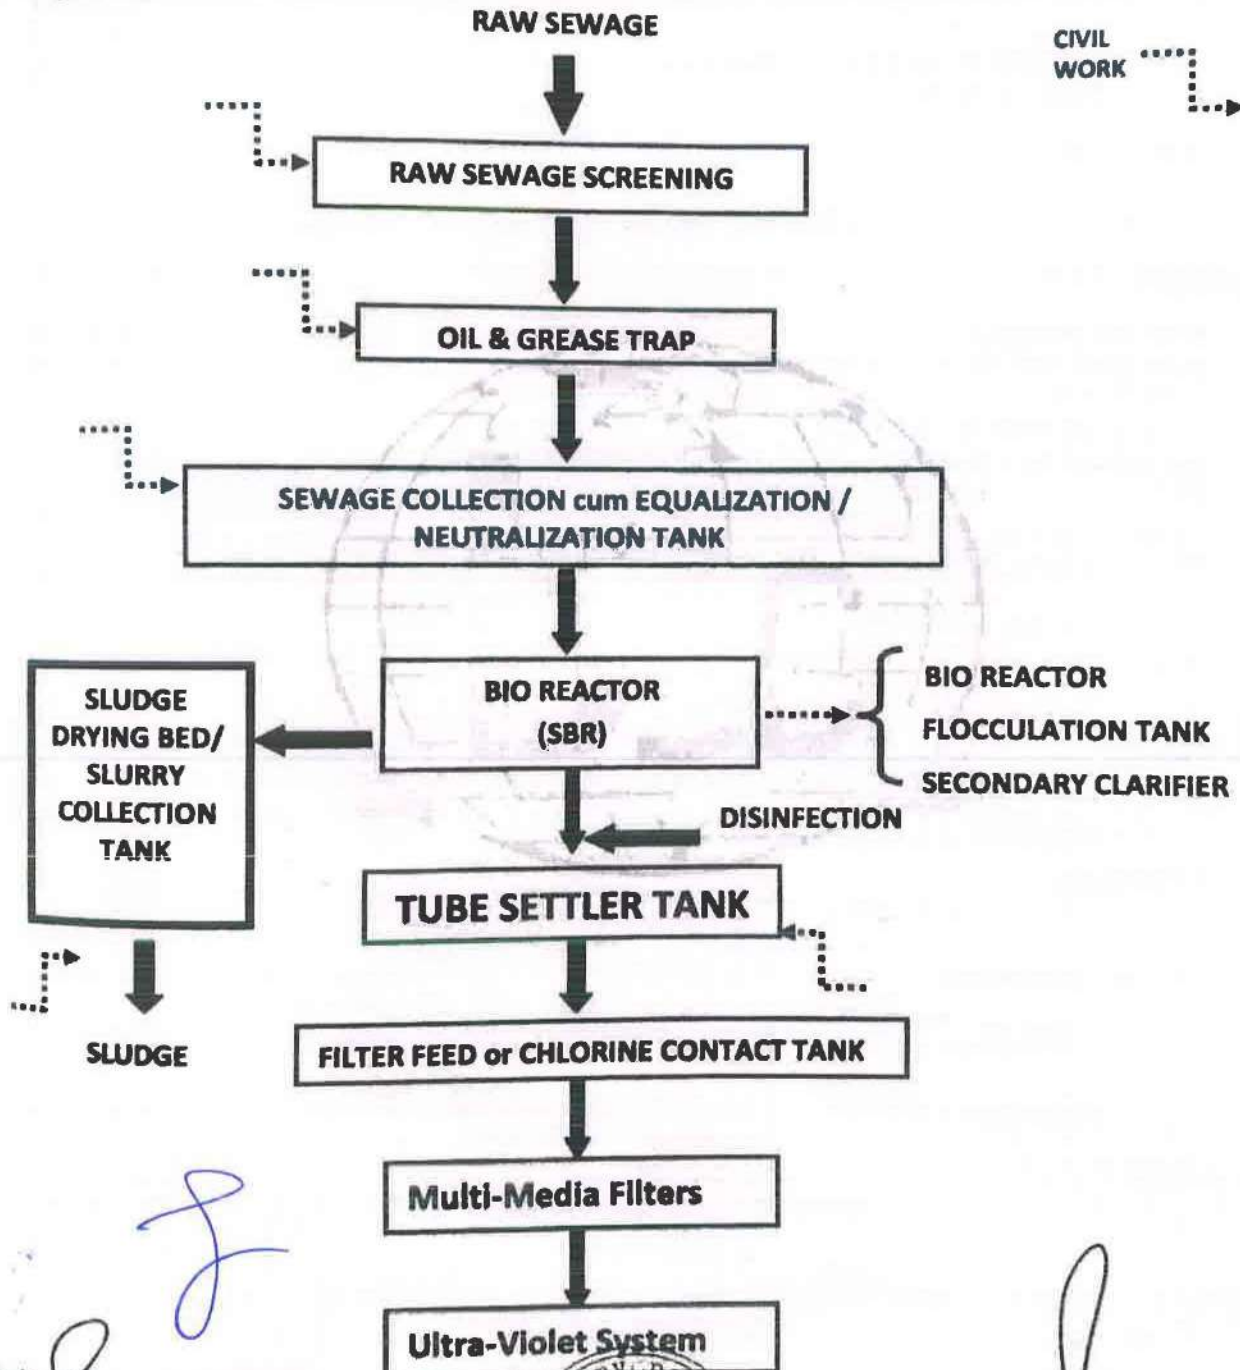 RAW SEWAGE
CIVIL
WORK
RAW SEWAGE SCREENING
OIL & GREASE TRAP
SEWAGE COLLECTION cum EQUALIZATION /
NEUTRALIZATION TANK
SLUDGE
DRYING BED/
SLURRY
COLLECTION
TANK
BIO REACTOR
(SBR)
BIO REACTOR
FLOCCULATION TANK
SECONDARY CLARIFIER
DISINFECTION
TUBE SETTLER TANK
SLUDGE
FILTER FEED or CHLORINE CONTACT TANK
Multi-Media Filters
Ultra-Violet System